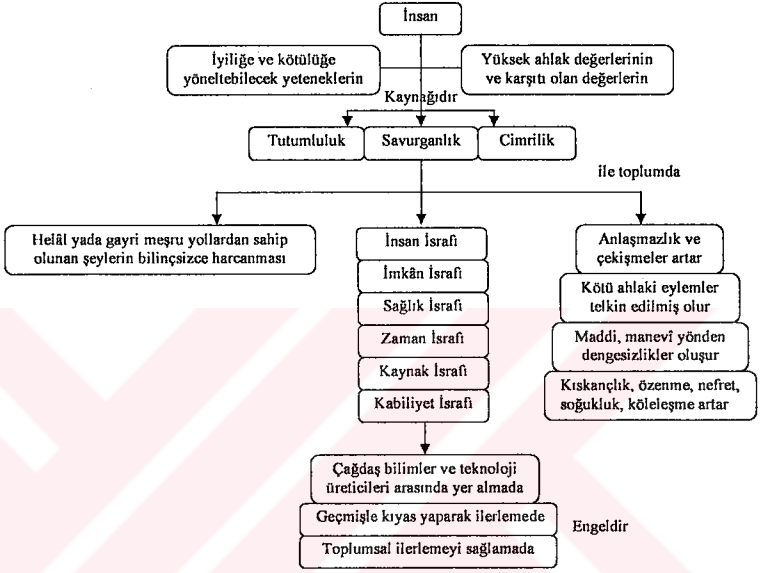 İnsan
İyiliğe ve kötülüğe
yöneltebilecek yeteneklerin
Yüksek ahlak değerlerinin
ve karşıtı olan değerlerin
Kaynağıdır
Tutumluluk
Savurganlık
Cimrilik
ile toplumda
Helâl yada gayri meşru yollardan sahip
olunan şeylerin bilinçsizce harcanması
İnsan İsrafı
İmkân İsrafı
Sağlık İsrafı
Zaman İsrafı
Kaynak İsrafı
Kabiliyet İsrafı
Anlaşmazlık ve
çekişmeler artar
Kötü ahlaki eylemler
telkin edilmiş olur
Maddi, manevî yönden
dengesizlikler oluşur
Kıskançlık, özenme, nefret,
soğukluk, köleleşme artar
Çağdaş bilimler ve teknoloji
üreticileri arasında yer almada
Geçmişle kıyas yaparak ilerlemede
Toplumsal ilerlemeyi sağlamada
Engeldir